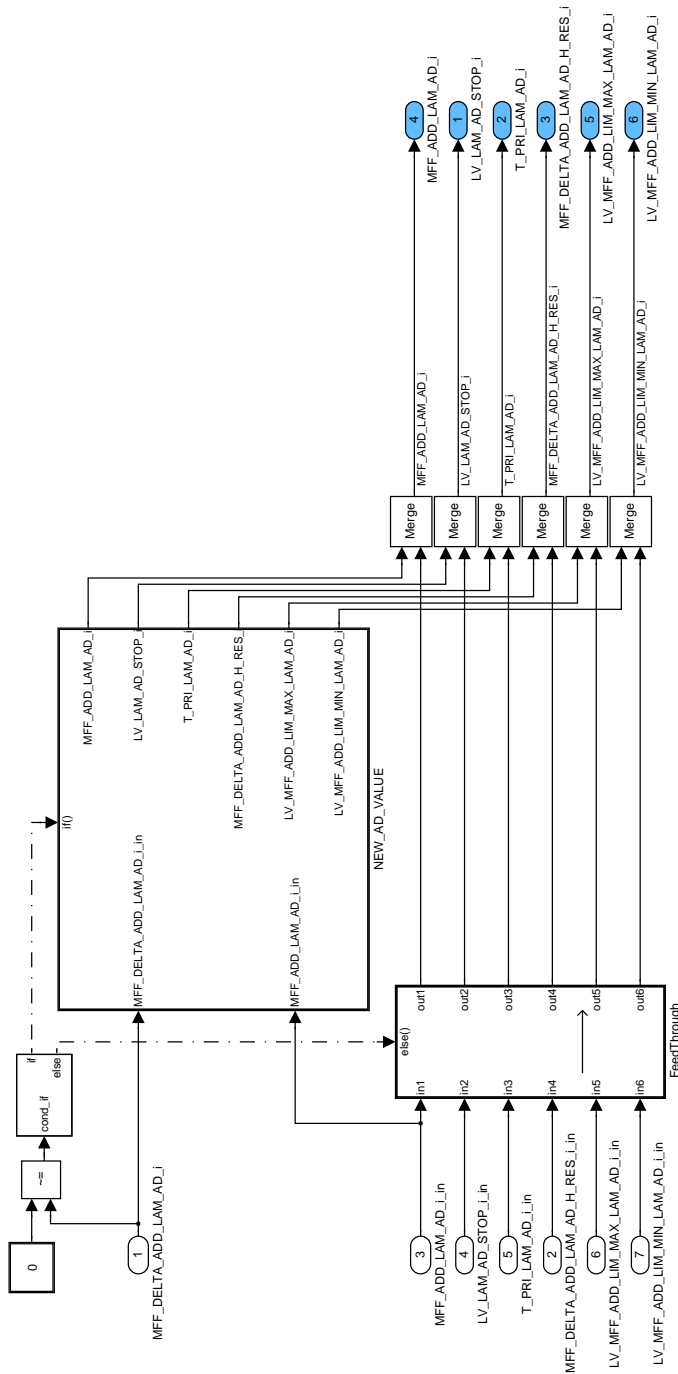 0
~=
cond_if
if
else
1
MFF_DELTA_ADD_LAM_AD_i
if()
MFF_DELTA_ADD_LAM_AD_i_in
MFF_ADD_LAM_AD_i_in
MFF_ADD_LAM_AD_i
LV_LAM_AD_STOP_i
T_PRI_LAM_AD_i
MFF_DELTA_ADD_LAM_AD_H_RES_i
LV_MFF_ADD_LIM_MAX_LAM_AD_i
LV_MFF_ADD_LIM_MIN_LAM_AD_i
NEW_AD_VALUE
3
MFF_ADD_LAM_AD_i_in
4
LV_LAM_AD_STOP_i_in
5
T_PRI_LAM_AD_i_in
2
MFF_DELTA_ADD_LAM_AD_H_RES_i_in
6
LV_MFF_ADD_LIM_MAX_LAM_AD_i_in
7
LV_MFF_ADD_LIM_MIN_LAM_AD_i_in
else()
in1
in2
in3
in4
in5
in6
out1
out2
out3
out4
out5
out6
FeedThrough
Merge
Merge
Merge
Merge
Merge
Merge
MFF_ADD_LAM_AD_i
LV_LAM_AD_STOP_i
T_PRI_LAM_AD_i
MFF_DELTA_ADD_LAM_AD_H_RES_i
LV_MFF_ADD_LIM_MAX_LAM_AD_i
LV_MFF_ADD_LIM_MIN_LAM_AD_i
4
MFF_ADD_LAM_AD_i
1
LV_LAM_AD_STOP_i
2
T_PRI_LAM_AD_i
3
MFF_DELTA_ADD_LAM_AD_H_RES_i
5
LV_MFF_ADD_LIM_MAX_LAM_AD_i
6
LV_MFF_ADD_LIM_MIN_LAM_AD_i